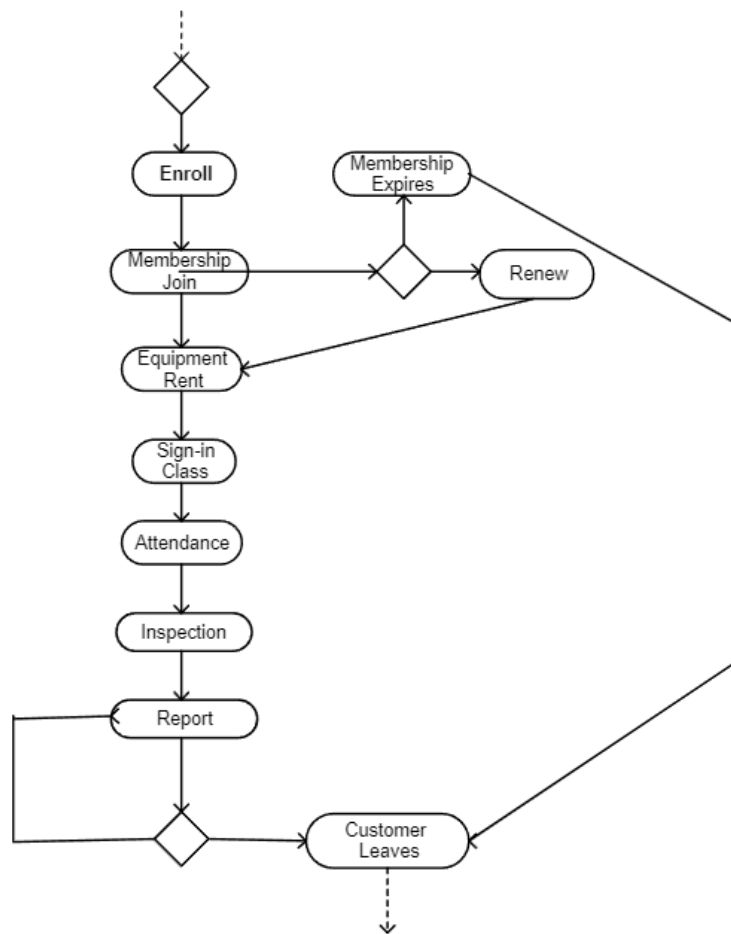 Enroll
Membership
Expires
Membership
Join
Renew
Equipment
Rent
Sign-in
Class
Attendance
Inspection
Report
Customer
Leaves